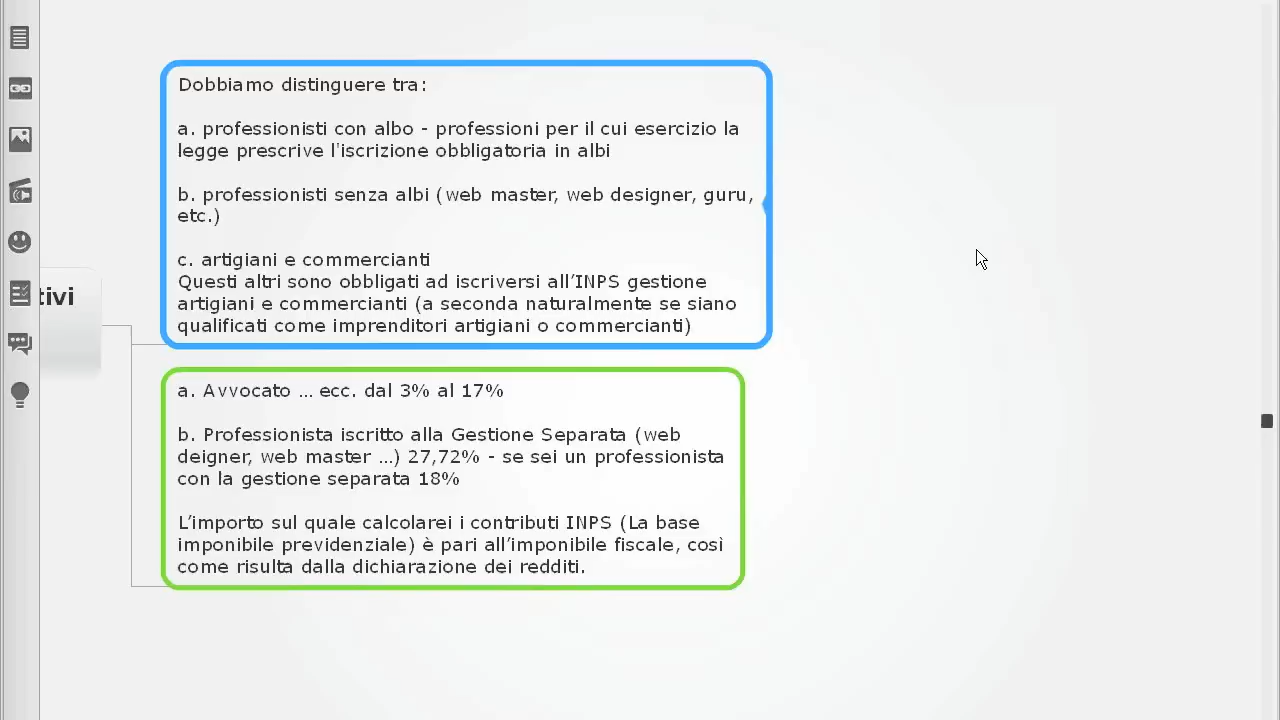 Dobbiamo distinguere tra:
a. professionisti con albo - professioni per il cui esercizio la
legge prescrive l'iscrizione obbligatoria in albi
b. professionisti senza albi (web master, web designer, guru,
etc.)
c. artigiani e commercianti
Questi altri sono obbligati ad iscriversi all’INPS gestione
artigiani e commercianti (a seconda naturalmente se siano
qualificati come imprenditori artigiani o commercianti)
tivi
a. Avvocato ... ecc. dal 3% al 17%
b. Professionista iscritto alla Gestione Separata (web
deigner, web master ...) 27,72% - se sei un professionista
con la gestione separata 18%
L’importo sul quale calcolarei i contributi INPS (La base
imponibile previdenziale) è pari all’imponibile fiscale, così
come risulta dalla dichiarazione dei redditi.